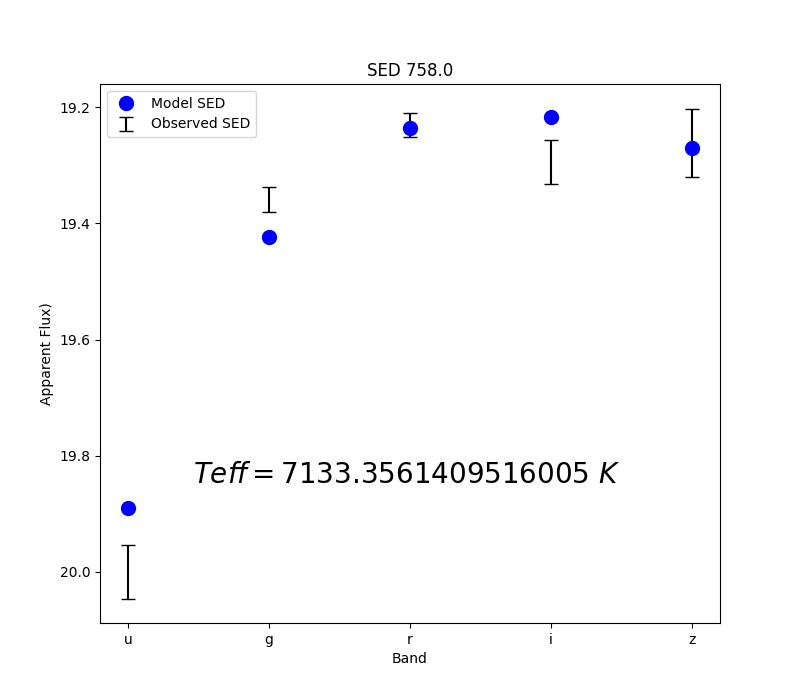 SED 758.0
Model SED
Observed SED
19.2
19.4
19.6
19.8
20.0
Apparent Flux)
Teff = 7133.3561409516005 K
u g r i z
Band